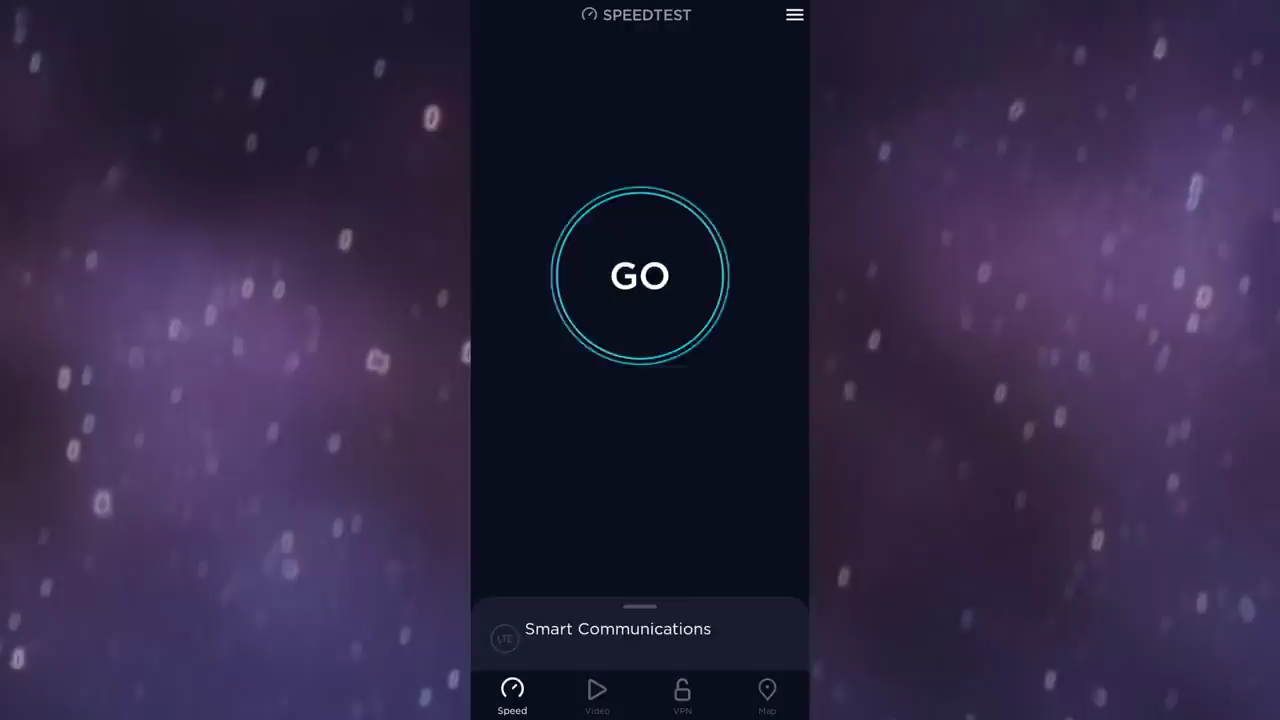 SPEEDTEST
GO
Smart Communications
LTE
Speed
Video
VPN
Map